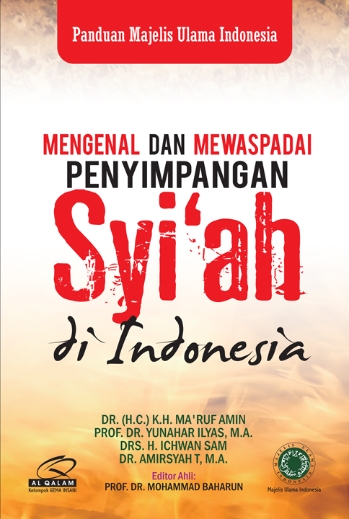 Panduan Majelis Ulama Indonesia
MENGENAL DAN MEWASPADAI
PENYIMPANGAN
Syi‘ah
di Indonesia
DR. (H.C.) K.H. MA'RUF AMIN
PROF. DR. YUNAHAR ILYAS, M.A.
DRS. H. ICHWAN SAM
DR. AMIRSYAH T, M.A.
Editor Ahli:
PROF. DR. MOHAMMAD BAHARUN
AL QALAM
Kelompok GEMA INSANI
Majelis Ulama Indonesia